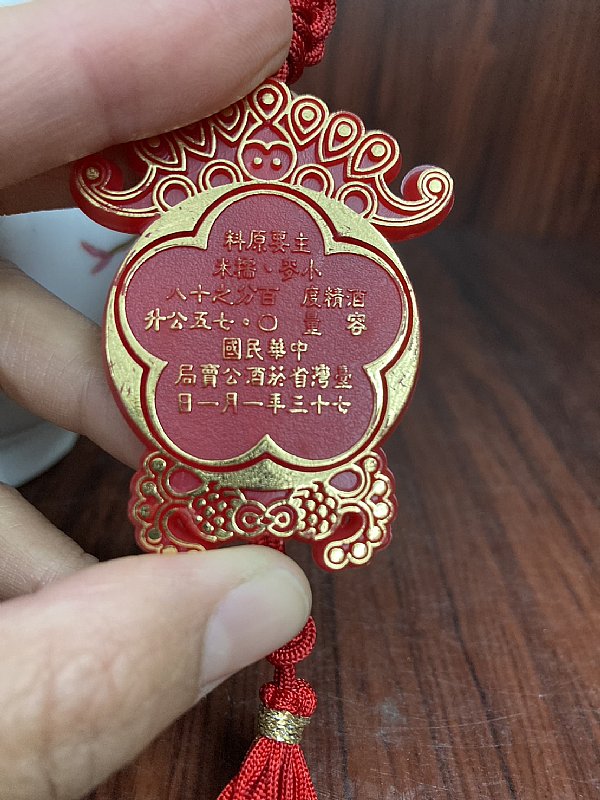 主要原料
小麥、糯米
酒精度 百分之十八
容量 〇。七五公升
中華民國
臺灣省菸酒公賣局
七十三年一月一日